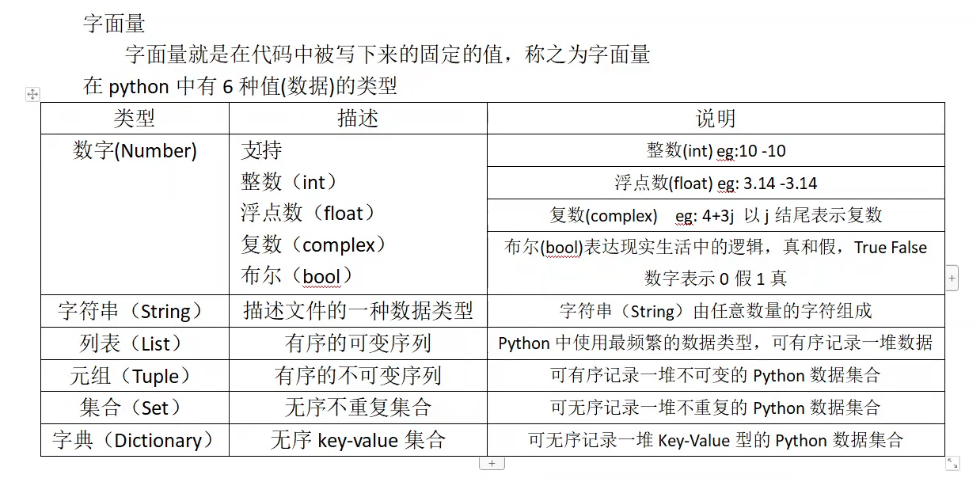 字面量
字面量就是在代码中被写下来的固定的值，称之为字面量
在 python 中有 6 种值(数据)的类型
类型 描述 说明
数字(Number) 支持 整数(int) eg:10 -10
整数（int） 浮点数(float) eg: 3.14 -3.14
浮点数（float） 复数(complex) eg: 4+3j 以 j 结尾表示复数
复数（complex） 布尔(bool)表达现实生活中的逻辑，真和假，True False
布尔（bool） 数字表示 0 假 1 真
字符串（String） 描述文件的一种数据类型 字符串（String）由任意数量的字符组成
列表（List） 有序的可变序列 Python 中使用最频繁的数据类型，可有序记录一堆数据
元组（Tuple） 有序的不可变序列 可有序记录一堆不可变的 Python 数据集合
集合（Set） 无序不重复集合 可无序记录一堆不重复的 Python 数据集合
字典（Dictionary） 无序 key-value 集合 可无序记录一堆 Key-Value 型的 Python 数据集合